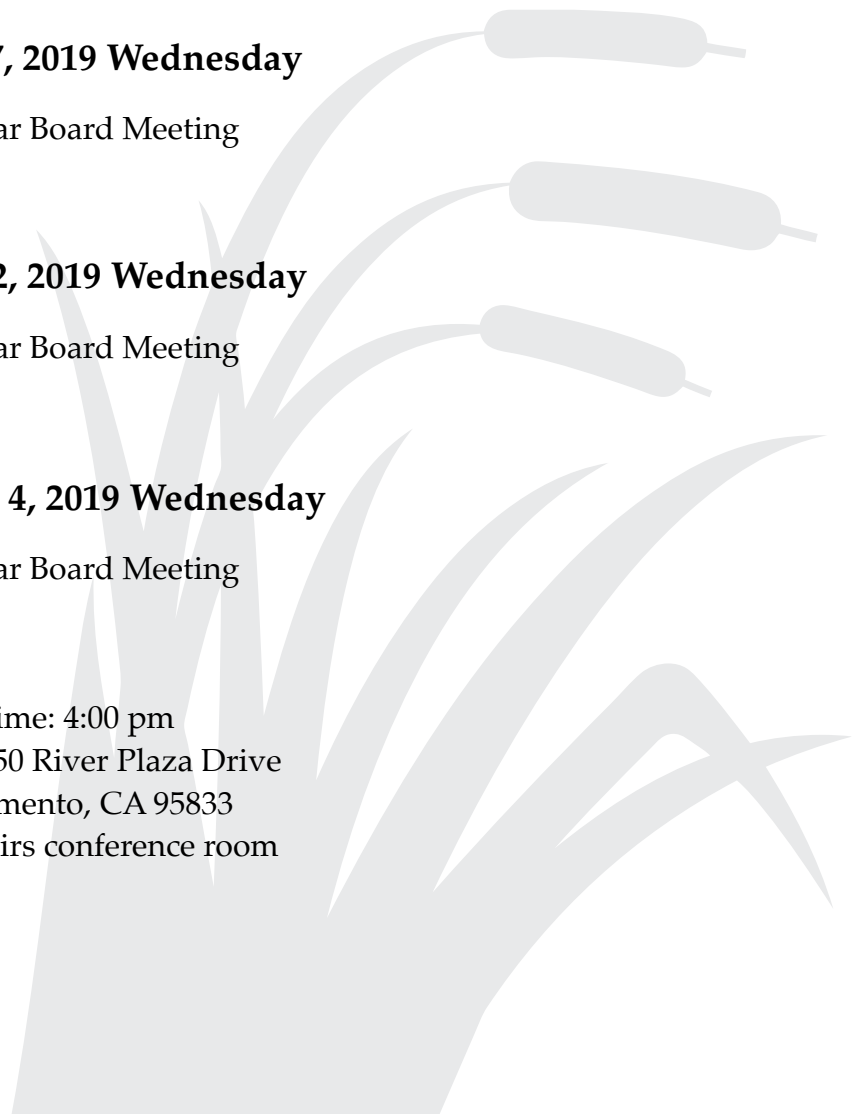 7, 2019 Wednesday
ar Board Meeting
2, 2019 Wednesday
ar Board Meeting
4, 2019 Wednesday
ar Board Meeting
ime: 4:00 pm
50 River Plaza Drive
mento, CA 95833
irs conference room